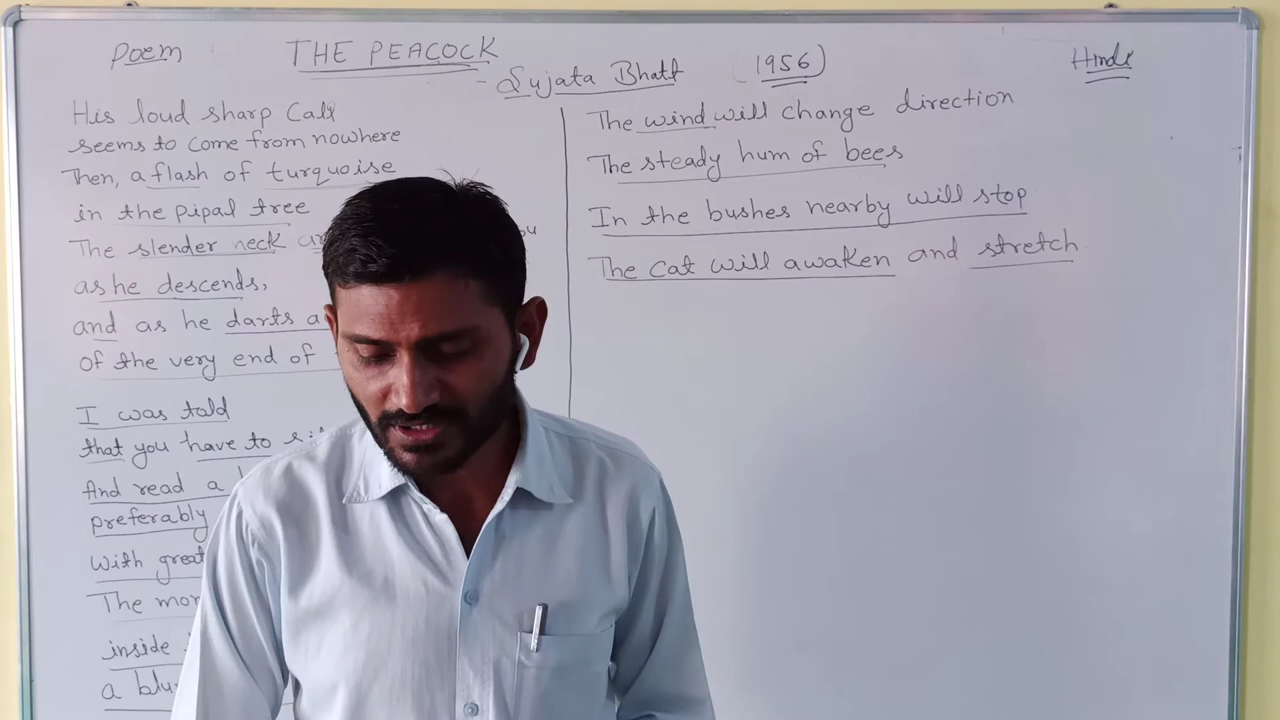 Poem
THE PEACOCK
- Sujata Bhatt
(1956)
Hindi
His loud sharp Call
seems to come from nowhere
Then, a flash of turquoise
in the pipal tree
The slender neck
as he descends,
and as he darts a
of the very end of
I was told
that you have to
And read a
preferably
with great
The
inside
a
The wind will change direction
The steady hum of bees
In the bushes nearby will stop
The cat will awaken and stretch